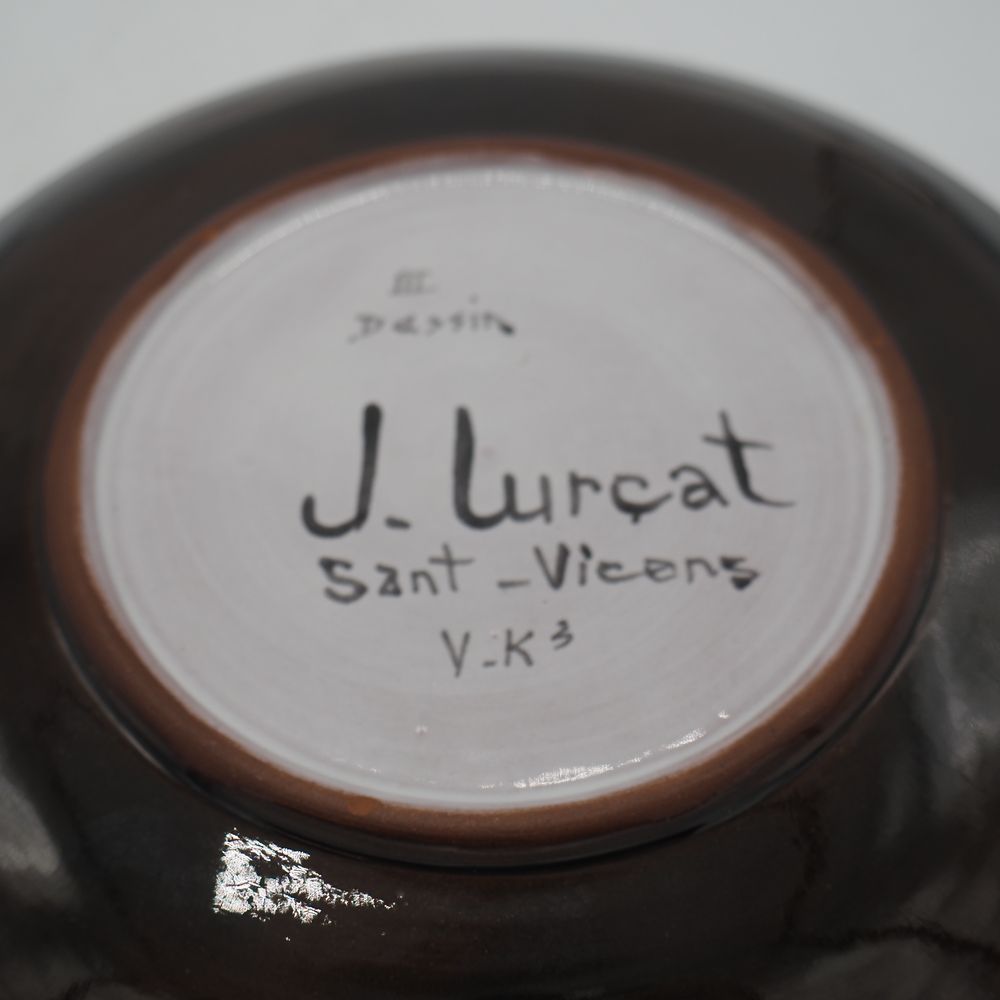 III.
Dessin
J. Lurçat
Sant-Vicens
V-K³